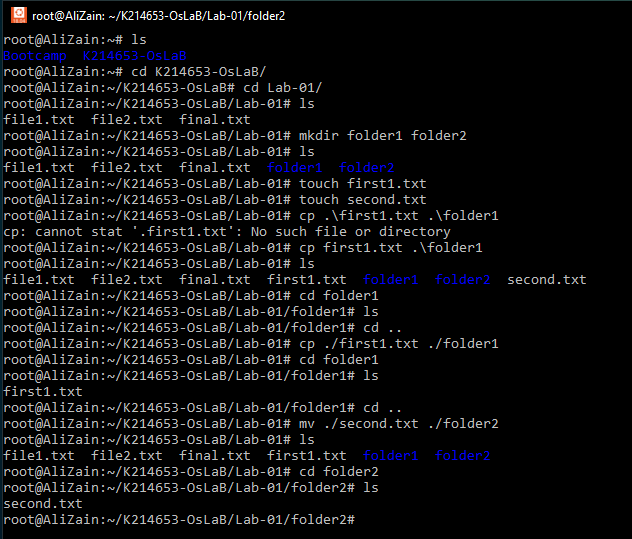 root@AliZain: ~/K214653-OsLaB/Lab-01/folder2
root@AliZain:~# ls
Bootcamp  K214653-OsLaB
root@AliZain:~# cd K214653-OsLaB/
root@AliZain:~/K214653-OsLaB# cd Lab-01/
root@AliZain:~/K214653-OsLaB/Lab-01# ls
file1.txt  file2.txt  final.txt
root@AliZain:~/K214653-OsLaB/Lab-01# mkdir folder1 folder2
root@AliZain:~/K214653-OsLaB/Lab-01# ls
file1.txt  file2.txt  final.txt  folder1  folder2
root@AliZain:~/K214653-OsLaB/Lab-01# touch first1.txt
root@AliZain:~/K214653-OsLaB/Lab-01# touch second.txt
root@AliZain:~/K214653-OsLaB/Lab-01# cp .\first1.txt .\folder1
cp: cannot stat '.first1.txt': No such file or directory
root@AliZain:~/K214653-OsLaB/Lab-01# cp first1.txt .\folder1
root@AliZain:~/K214653-OsLaB/Lab-01# ls
file1.txt  file2.txt  final.txt  first1.txt  folder1  folder2  second.txt
root@AliZain:~/K214653-OsLaB/Lab-01# cd folder1
root@AliZain:~/K214653-OsLaB/Lab-01/folder1# ls
root@AliZain:~/K214653-OsLaB/Lab-01/folder1# cd ..
root@AliZain:~/K214653-OsLaB/Lab-01# cp ./first1.txt ./folder1
root@AliZain:~/K214653-OsLaB/Lab-01# cd folder1
root@AliZain:~/K214653-OsLaB/Lab-01/folder1# ls
first1.txt
root@AliZain:~/K214653-OsLaB/Lab-01/folder1# cd ..
root@AliZain:~/K214653-OsLaB/Lab-01# mv ./second.txt ./folder2
root@AliZain:~/K214653-OsLaB/Lab-01# ls
file1.txt  file2.txt  final.txt  first1.txt  folder1  folder2
root@AliZain:~/K214653-OsLaB/Lab-01# cd folder2
root@AliZain:~/K214653-OsLaB/Lab-01/folder2# ls
second.txt
root@AliZain:~/K214653-OsLaB/Lab-01/folder2#